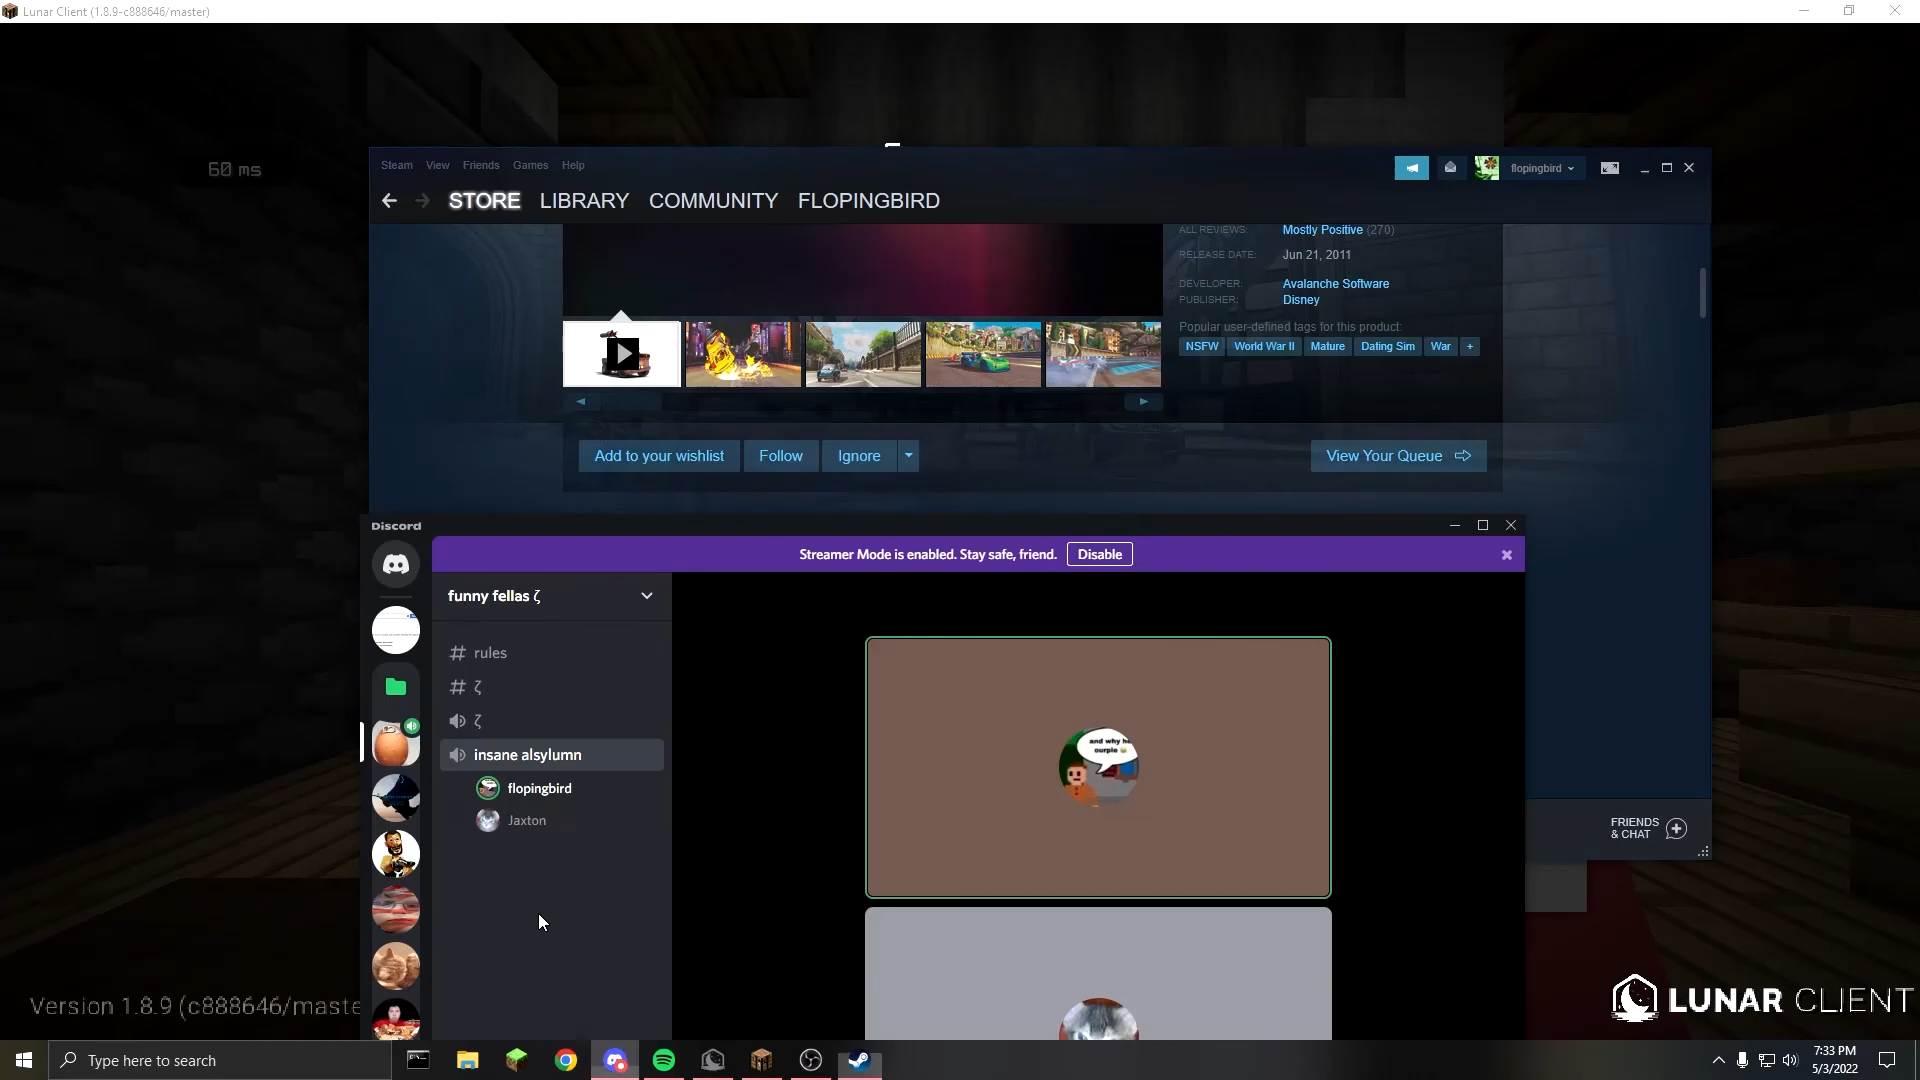 Lunar Client (1.8.9-c888646/master)
60 ms
Steam View Friends Games Help
flopingbird
STORE LIBRARY COMMUNITY FLOPINGBIRD
ALL REVIEWS: Mostly Positive (270)
RELEASE DATE: Jun 21, 2011
DEVELOPER: Avalanche Software
PUBLISHER: Disney
Popular user-defined tags for this product:
NSFW World War II Mature Dating Sim War +
Add to your wishlist Follow Ignore View Your Queue
Discord
Streamer Mode is enabled. Stay safe, friend. Disable
funny fellas ζ
# rules
# ζ
ζ
insane alsylumn
flopingbird
Jaxton
and why h
ourple
FRIENDS
& CHAT
Version 1.8.9 (c888646/maste
LUNAR CLIENT
Type here to search
7:33 PM
5/3/2022